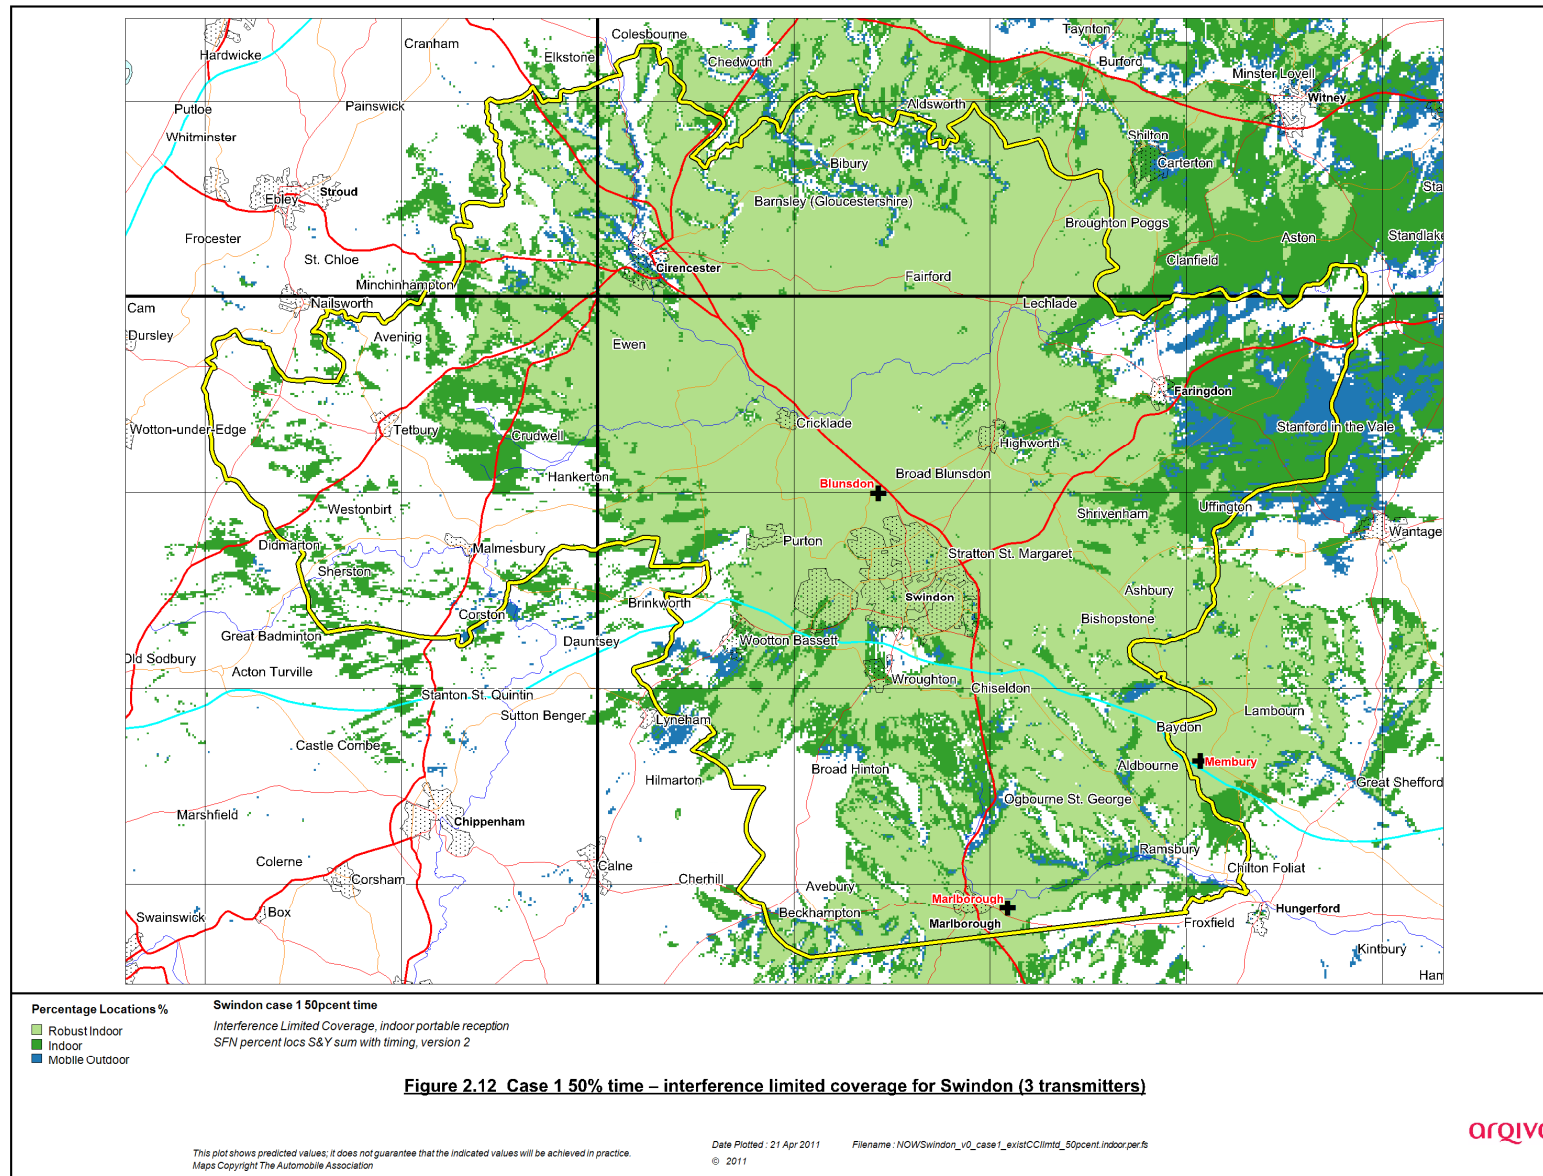 Colesbourne
Taynton
Hardwicke
Cranham
Elkstone
Chedworth
Burford
Minster Lovell
Witney
Putloe
Painswick
Aldsworth
Whitminster
Shilton
Carterton
Bibury
Stroud
Ebley
Sta
Barnsley (Gloucestershire)
Broughton Poggs
Frocester
Aston
Standlake
St. Chloe
Clanfield
Cirencester
Fairford
Minchinhampton
Nailsworth
Lechlade
Cam
Dursley
Avening
Ewen
F
Faringdon
Wotton-under-Edge
Tetbury
Crudwell
Cricklade
Highworth
Stanford in the Vale
Hankerton
Broad Blunsdon
Blunsdon
Westonbirt
Shrivenham
Uffington
Wantage
Didmarton
Malmesbury
Purton
Stratton St. Margaret
Sherston
Ashbury
Swindon
Brinkworth
Corston
Bishopstone
Great Badminton
Dauntsey
Wootton Bassett
Old Sodbury
Acton Turville
Wroughton
Stanton St. Quintin
Chiseldon
Sutton Benger
Lyneham
Lambourn
Baydon
Castle Combe
Broad Hinton
Aldbourne
Membury
Hilmarton
Great Shefford
Ogbourne St. George
Marshfield
Chippenham
Ramsbury
Colerne
Calne
Chilton Foliat
Corsham
Cherhill
Avebury
Marlborough
Swainswick
Box
Beckhampton
Hungerford
Marlborough
Froxfield
Kintbury
Ham
Percentage Locations %
Robust Indoor
Indoor
Mobile Outdoor
Swindon case 1 50pcent time
Interference Limited Coverage, indoor portable reception
SFN percent locs S&Y sum with timing, version 2
Figure 2.12 Case 1 50% time – interference limited coverage for Swindon (3 transmitters)
arqiva
This plot shows predicted values; it does not guarantee that the indicated values will be achieved in practice.
Maps Copyright The Automobile Association
Date Plotted : 21 Apr 2011 Filename : NOWSwindon_v0_case1_existCCIlmtd_50pcent.indoor.per.fs
© 2011